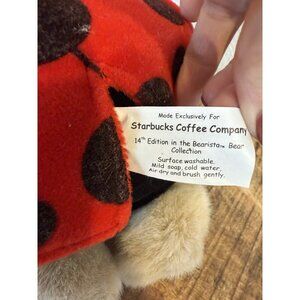 Made Exclusively For
Starbucks Coffee Company
14th Edition in the Bearista™ Bear
Collection
Surface washable.
Mild soap, cold water.
Air dry and brush gently.